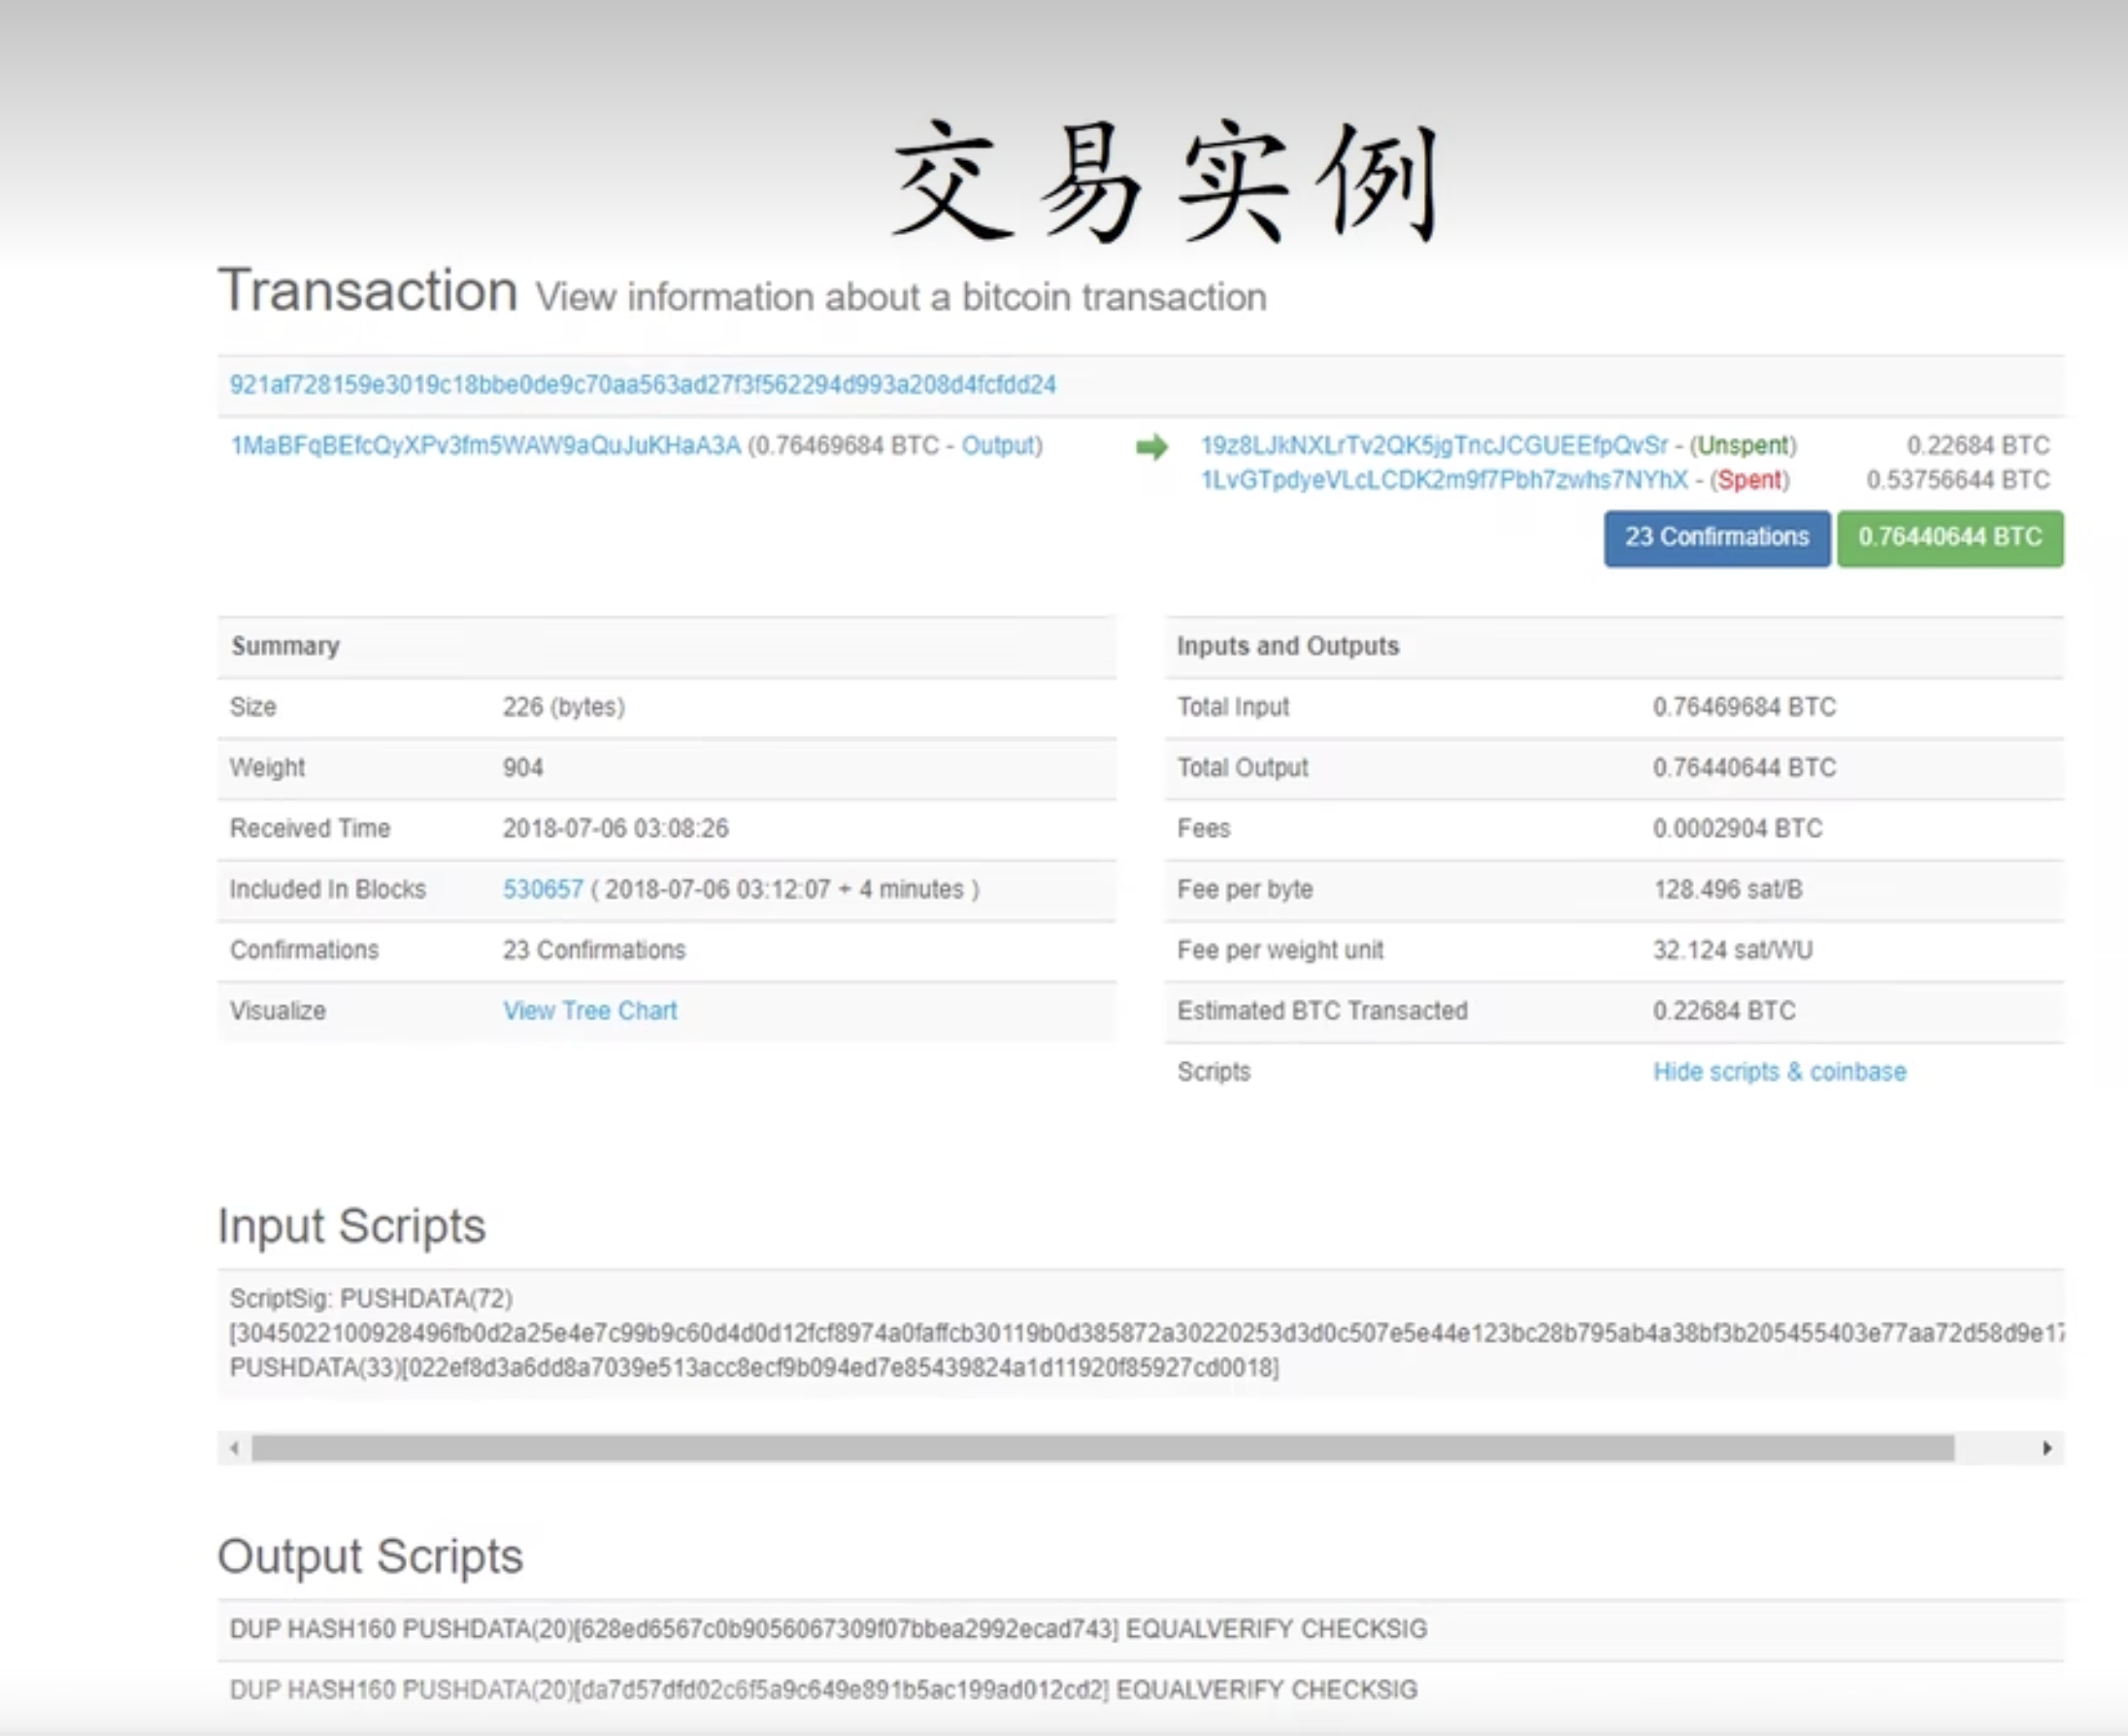 交易实例
Transaction View information about a bitcoin transaction
921af728159e3019c18bbe0de9c70aa563ad27f3f562294d993a208d4fcfdd24
1MaBFqBEfcQyXPv3fm5WAW9aQuJuKHaA3A (0.76469684 BTC - Output)
19z8LJkNXLrTv2QK5jgTncJCGUEEfpQvSr - (Unspent) 0.22684 BTC
1LvGTpdyeVLcLCDK2m9f7Pbh7zwhs7NYhX - (Spent) 0.53756644 BTC
23 Confirmations 0.76440644 BTC
Summary
Size 226 (bytes)
Weight 904
Received Time 2018-07-06 03:08:26
Included In Blocks 530657 ( 2018-07-06 03:12:07 + 4 minutes )
Confirmations 23 Confirmations
Visualize View Tree Chart
Inputs and Outputs
Total Input 0.76469684 BTC
Total Output 0.76440644 BTC
Fees 0.0002904 BTC
Fee per byte 128.496 sat/B
Fee per weight unit 32.124 sat/WU
Estimated BTC Transacted 0.22684 BTC
Scripts Hide scripts & coinbase
Input Scripts
ScriptSig: PUSHDATA(72)
[3045022100928496fb0d2a25e4e7c99b9c60d4d0d12fcf8974a0faffcb30119b0d385872a30220253d3d0c507e5e44e123bc28b795ab4a38bf3b205455403e77aa72d58d9e17
PUSHDATA(33)[022ef8d3a6dd8a7039e513acc8ecf9b094ed7e85439824a1d11920f85927cd0018]
Output Scripts
DUP HASH160 PUSHDATA(20)[628ed6567c0b9056067309f07bbea2992ecad743] EQUALVERIFY CHECKSIG
DUP HASH160 PUSHDATA(20)[da7d57dfd02c6f5a9c649e891b5ac199ad012cd2] EQUALVERIFY CHECKSIG